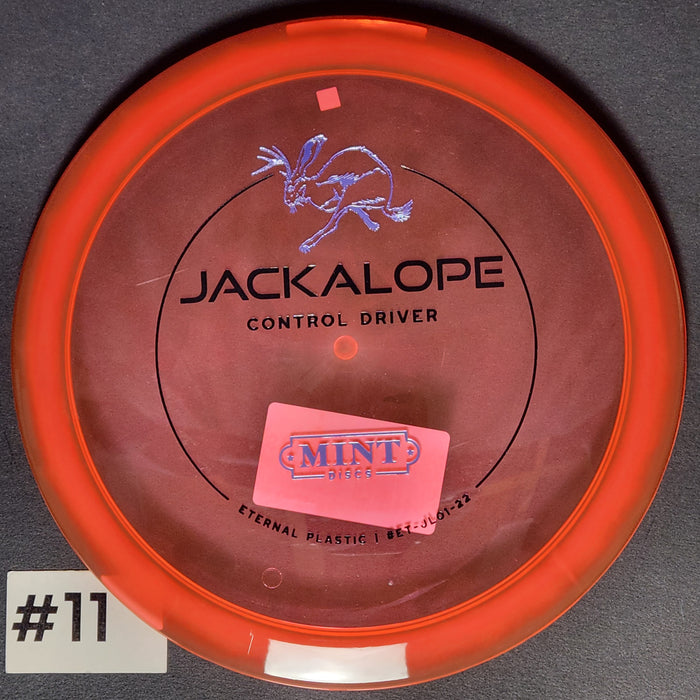 JACKALOPE
CONTROL DRIVER
MINT
DISCS
ETERNAL PLASTIC | BET-JL01-22
#11